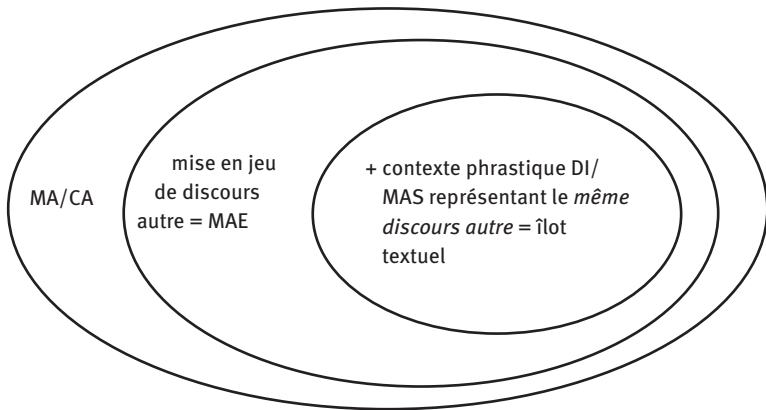 MA/CA
mise en jeu
de discours
autre = MAE
+ contexte phrastique DI/
MAS représentant le même
discours autre = îlot
textuel